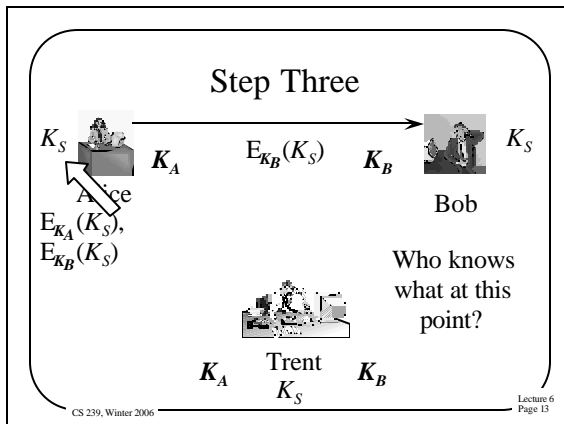 Step Three
K_S
K_A
E_{K_B}(K_S)
K_B
K_S
Alice
Bob
E_{K_A}(K_S),
E_{K_B}(K_S)
Who knows
what at this
point?
Trent
K_A
K_S
K_B
CS 239, Winter 2006
Lecture 6
Page 13